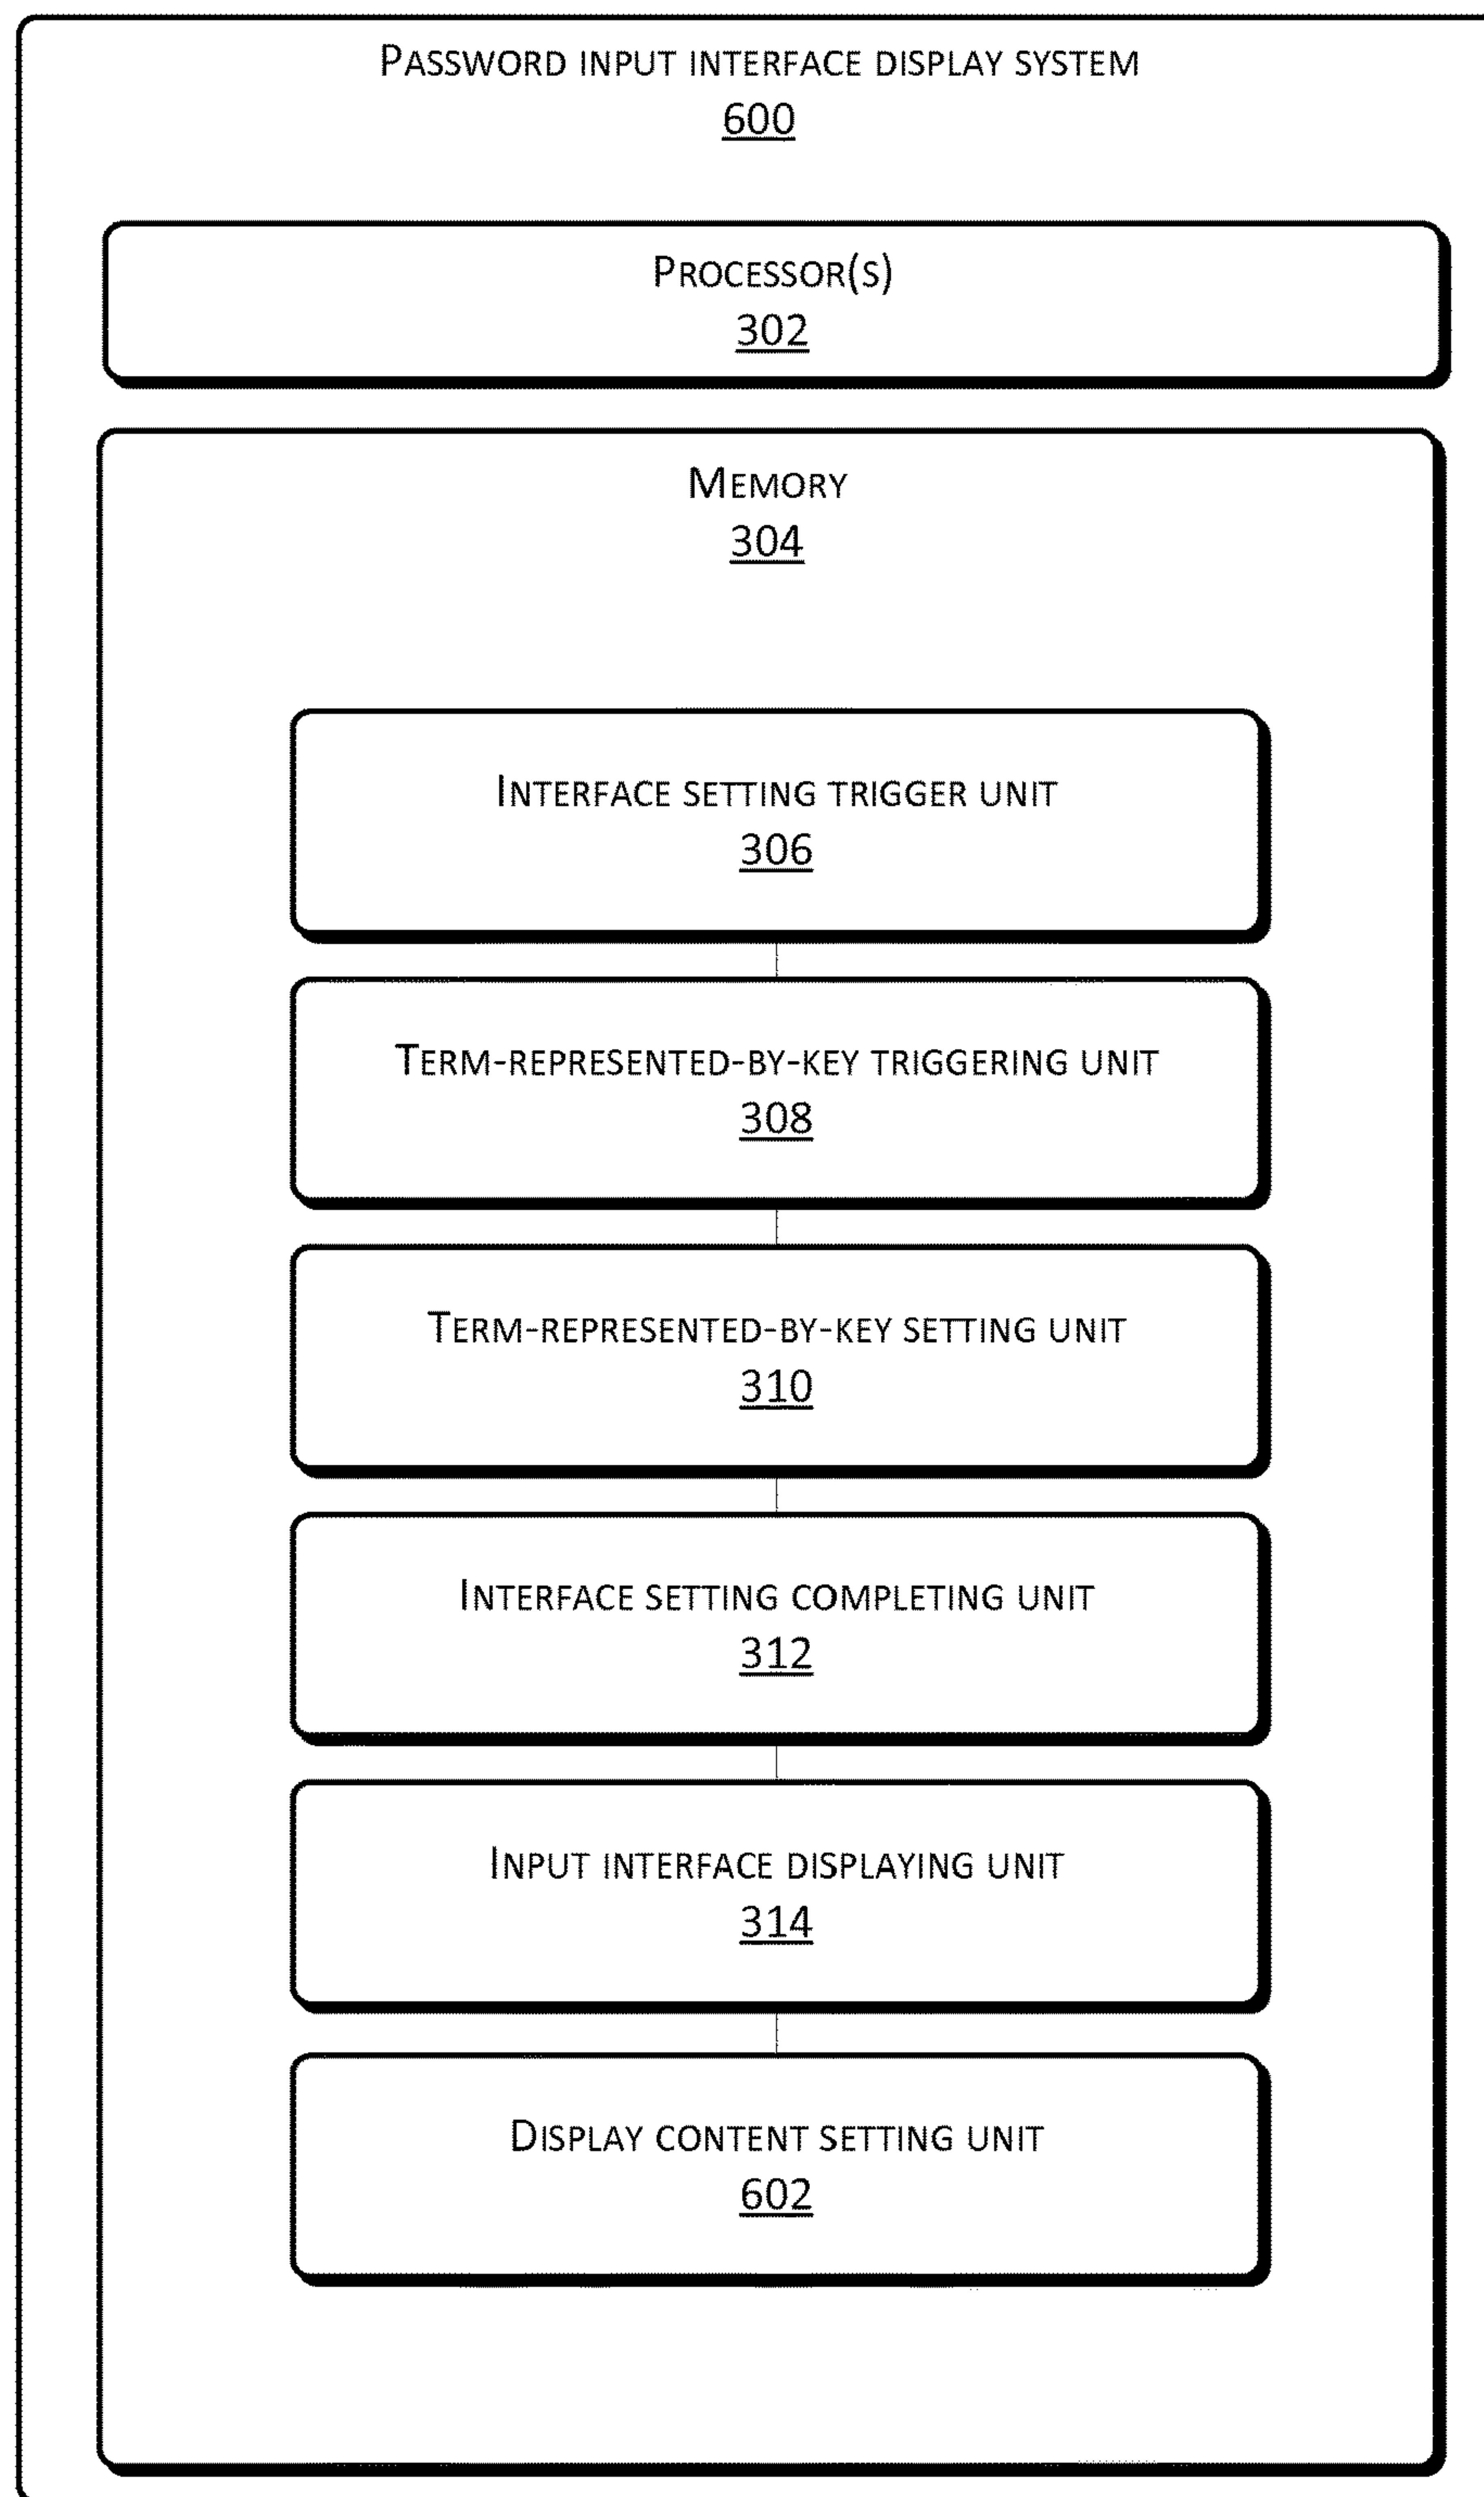 PASSWORD INPUT INTERFACE DISPLAY SYSTEM
600
PROCESSOR(S)
302
MEMORY
304
INTERFACE SETTING TRIGGER UNIT
306
TERM-REPRESENTED-BY-KEY TRIGGERING UNIT
308
TERM-REPRESENTED-BY-KEY SETTING UNIT
310
INTERFACE SETTING COMPLETING UNIT
312
INPUT INTERFACE DISPLAYING UNIT
314
DISPLAY CONTENT SETTING UNIT
602